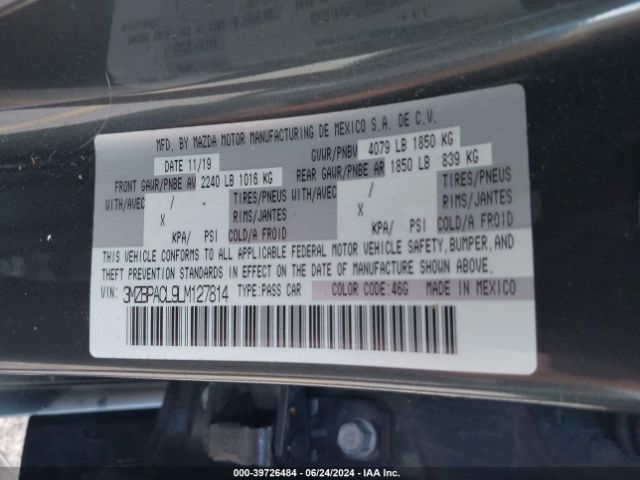 MFD. BY MAZDA MOTOR MANUFACTURING DE MEXICO S.A. DE C.V.
DATE 11/19 GVWR/PNBV 4079 LB 1850 KG
FRONT GAWR/PNBE AV 2240 LB 1016 KG REAR GAWR/PNBE AR 1850 LB 839 KG
WITH/AVEC / TIRES/PNEUS WITH/AVEC / TIRES/PNEUS
X RIMS/JANTES X RIMS/JANTES
KPA/ PSI COLD/A FROID KPA/ PSI COLD/A FROID
THIS VEHICLE CONFORMS TO ALL APPLICABLE FEDERAL MOTOR VEHICLE SAFETY, BUMPER, AND
THEFT PREVENTION STANDARDS IN EFFECT ON THE DATE OF MANUFACTURE SHOWN ABOVE.
VIN: 3MZBPACL9LM127814 TYPE:PASS CAR COLOR CODE:46G MADE IN MEXICO
000-39726484 - 06/24/2024 - IAA Inc.